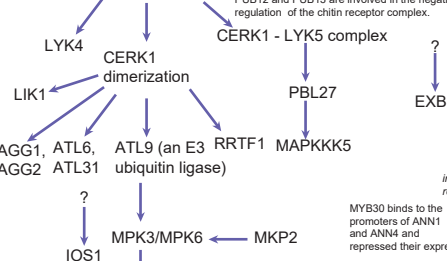 PUB12 and PUB13 are involved in the negative
regulation of the chitin receptor complex.
LYK4
CERK1 - LYK5 complex
?
CERK1
dimerization
LIK1
PBL27
EXB
AGG1,
AGG2
ATL6,
ATL31
ATL9 (an E3
ubiquitin ligase)
RRTF1
MAPKKK5
?
MYB30 binds to the
promoters of ANN1
and ANN4 and
repressed their expre
MPK3/MPK6
MKP2
IOS1